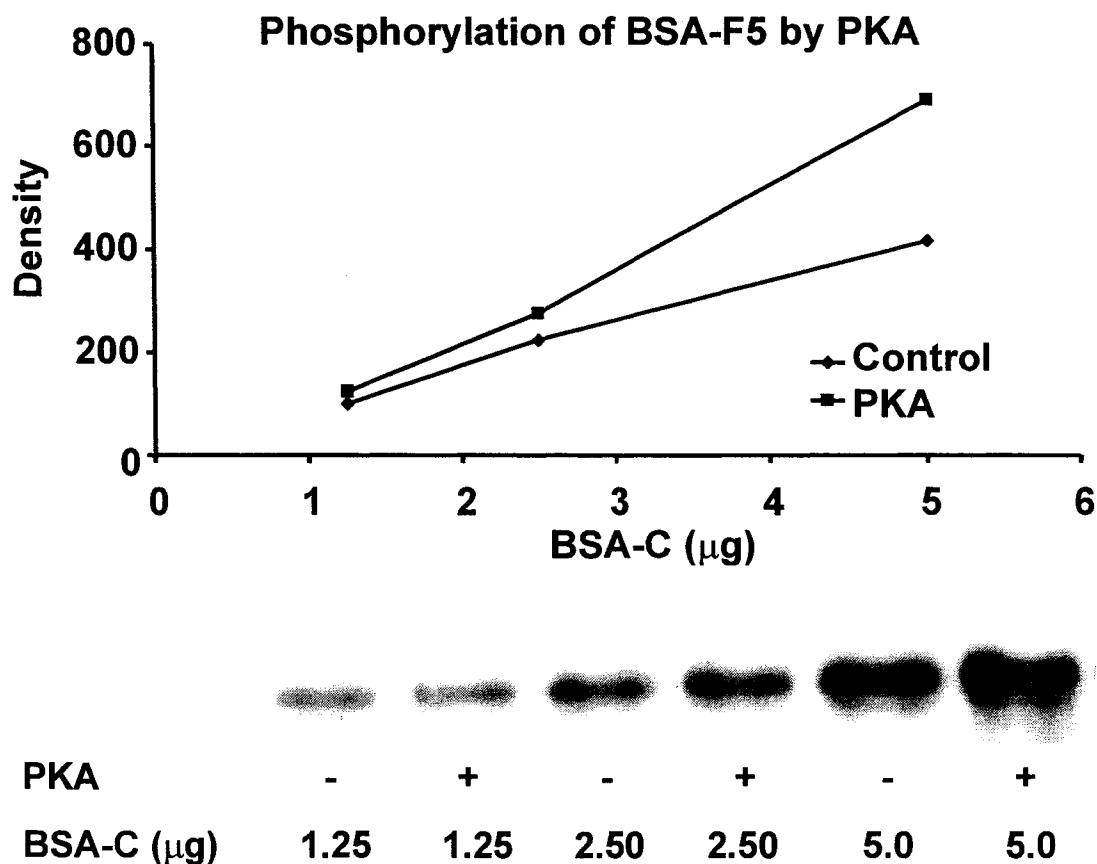 Phosphorylation of BSA-F5 by PKA
800
600
400
200
0
Density
Control
PKA
0 1 2 3 4 5 6
BSA-C (μg)
PKA - + - + - +
BSA-C (μg) 1.25 1.25 2.50 2.50 5.0 5.0